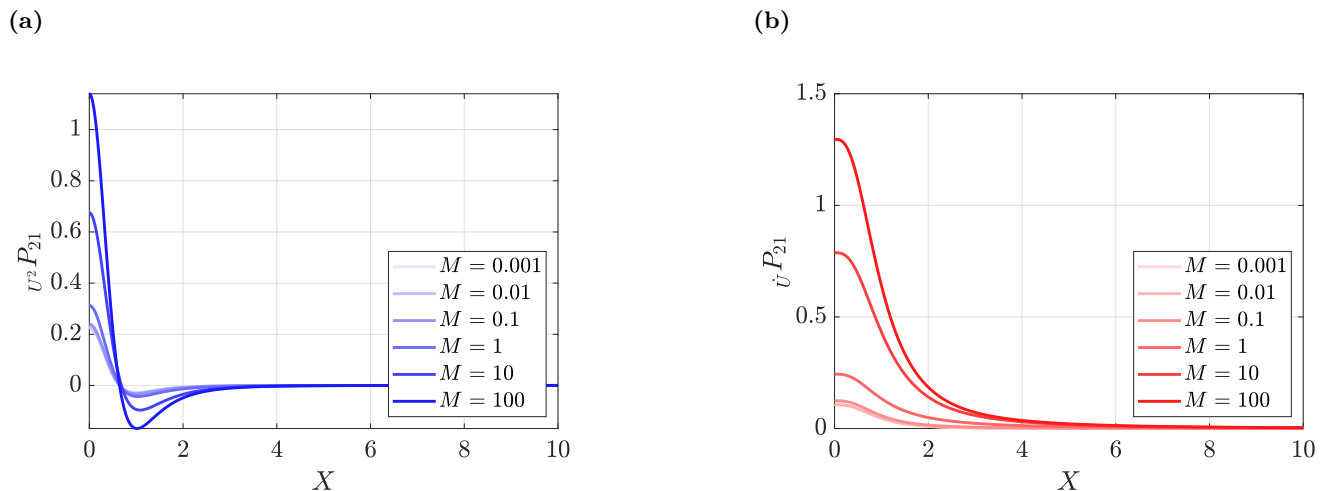 (a)
1
0.8
0.6
0.4
0.2
0
U² P₂₁
0 2 4 6 8 10
X
M = 0.001
M = 0.01
M = 0.1
M = 1
M = 10
M = 100
(b)
1.5
1
0.5
0
U̇ P₂₁
0 2 4 6 8 10
X
M = 0.001
M = 0.01
M = 0.1
M = 1
M = 10
M = 100